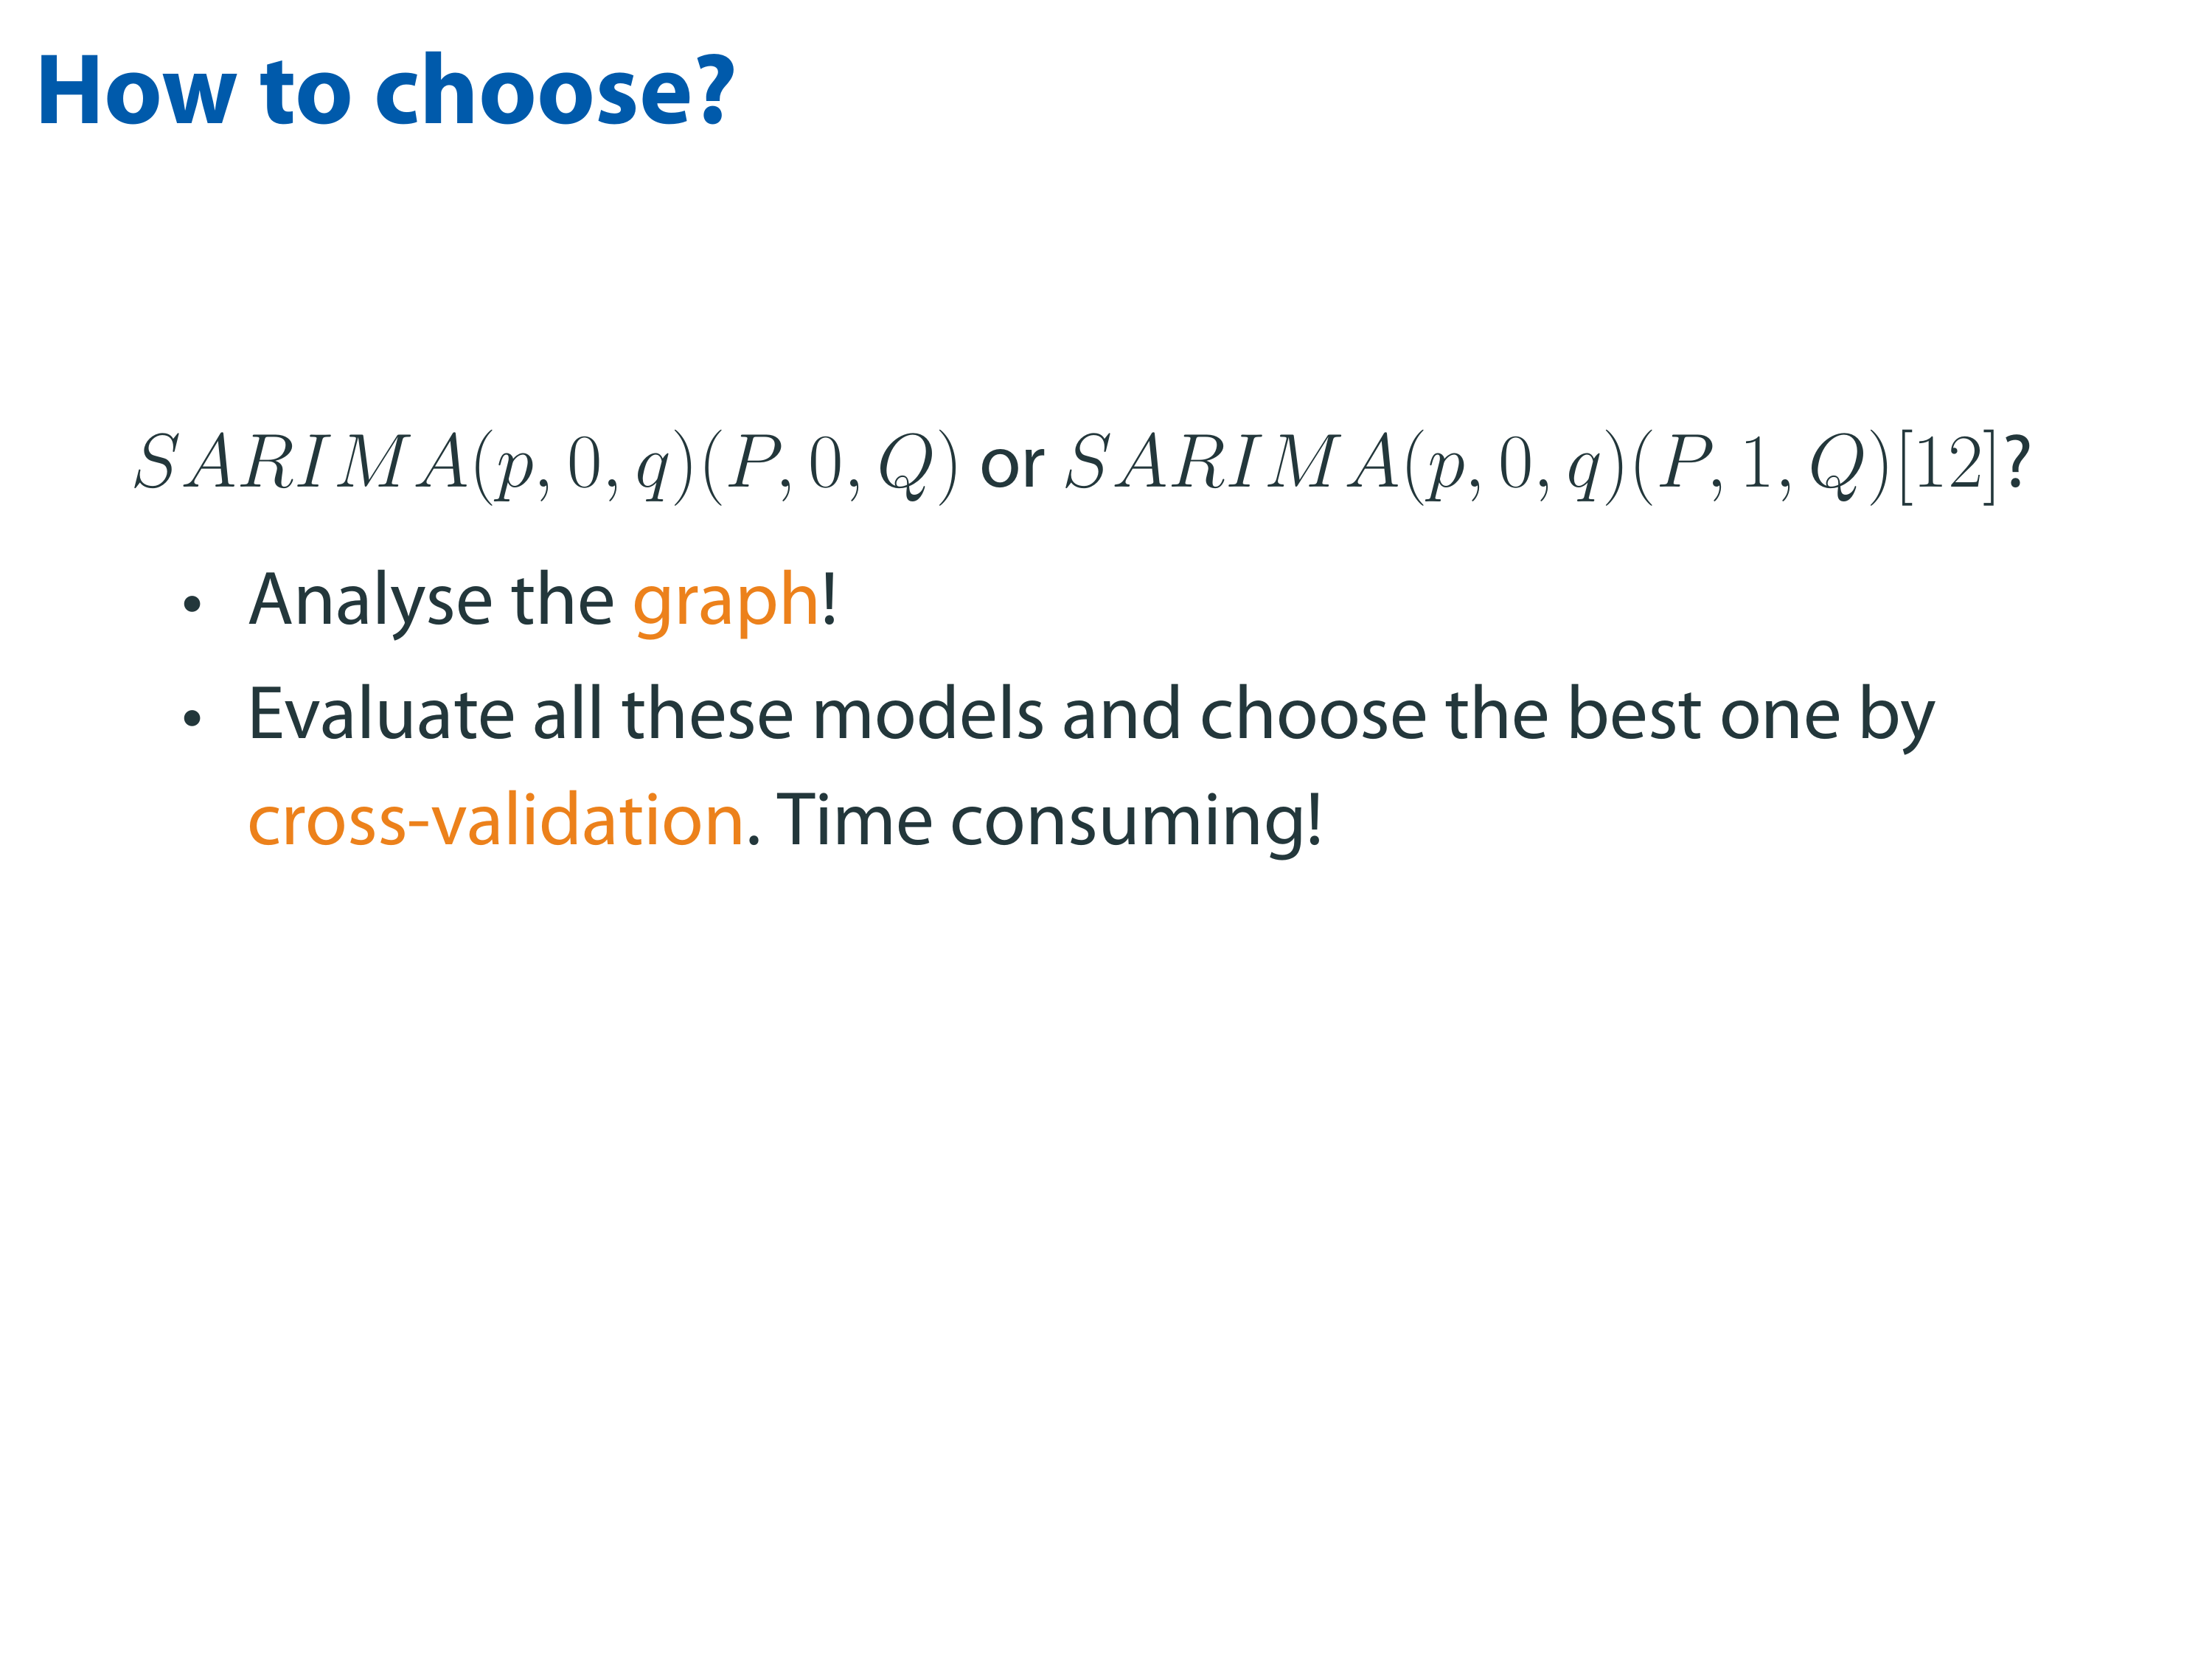 How to choose?
SARIMA(p, 0, q)(P, 0, Q) or SARIMA(p, 0, q)(P, 1, Q)[12]?
• Analyse the graph!
• Evaluate all these models and choose the best one by
cross-validation. Time consuming!